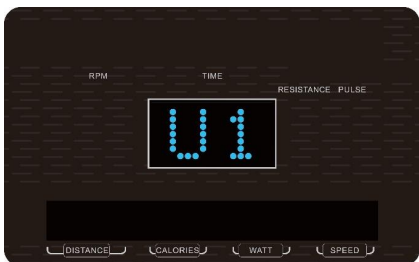 RPM TIME
RESISTANCE PULSE
U1
DISTANCE CALORIES WATT SPEED